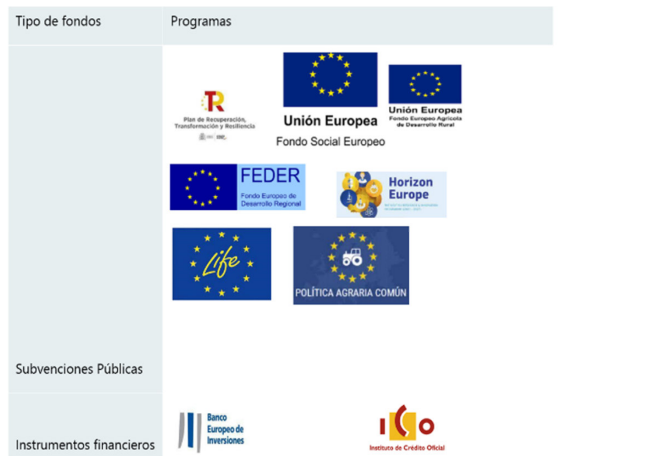 Tipo de fondos
Programas
Plan de Recuperación,
Transformación y Resiliencia
Unión Europea
Fondo Social Europeo
Unión Europea
Fondo Europeo Agrícola
de Desarrollo Rural
FEDER
Fondo Europeo de
Desarrollo Regional
Horizon
Europe
Life
POLÍTICA AGRARIA COMÚN
Subvenciones Públicas
Banco
Europeo de
Inversiones
Instrumentos financieros
ICO
Instituto de Crédito Oficial